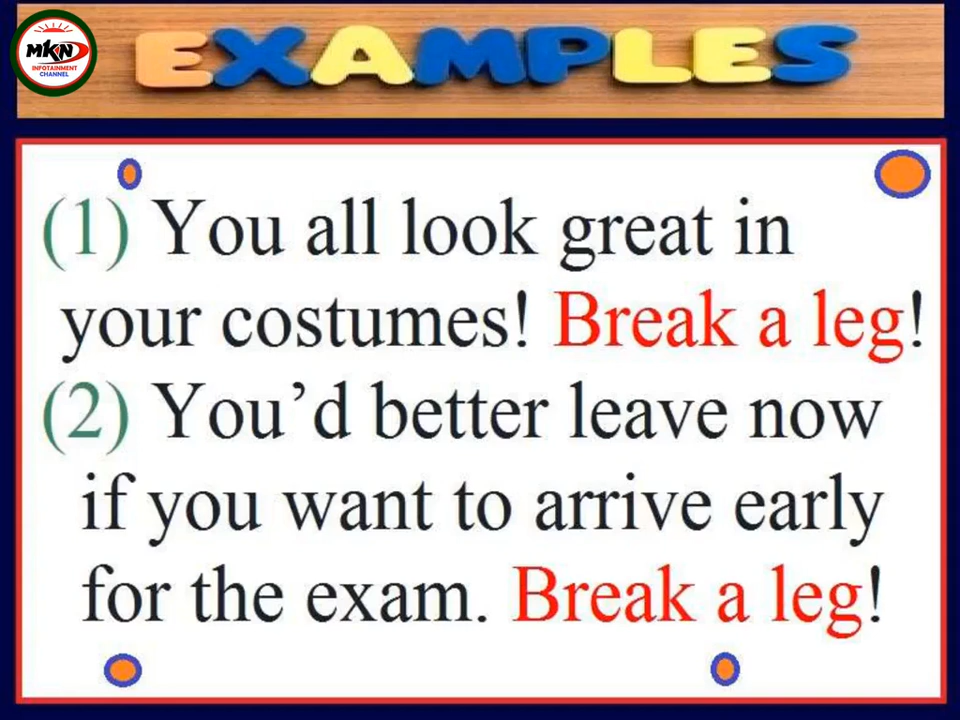 MKN
INFOTAINMENT
CHANNEL
EXAMPLES
(1) You all look great in
your costumes! Break a leg!
(2) You’d better leave now
if you want to arrive early
for the exam. Break a leg!